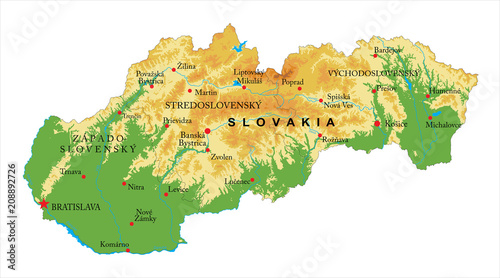 Bardejov
Žilina
Považská
Bystrica
Liptovský
Mikuláš
Poprad
VÝCHODOSLOVENSKÝ
Martin
Prešov
Humenné
STREDOSLOVENSKÝ
Spišská
Nová Ves
Trenčín
Prievidza
SLOVAKIA
Košice
Michalovce
ZÁPADO-
SLOVENSKÝ
Banská
Bystrica
Rožňava
Zvolen
Trnava
Nitra
Levice
Lučenec
BRATISLAVA
Nové
Zámky
Komárno
208892726